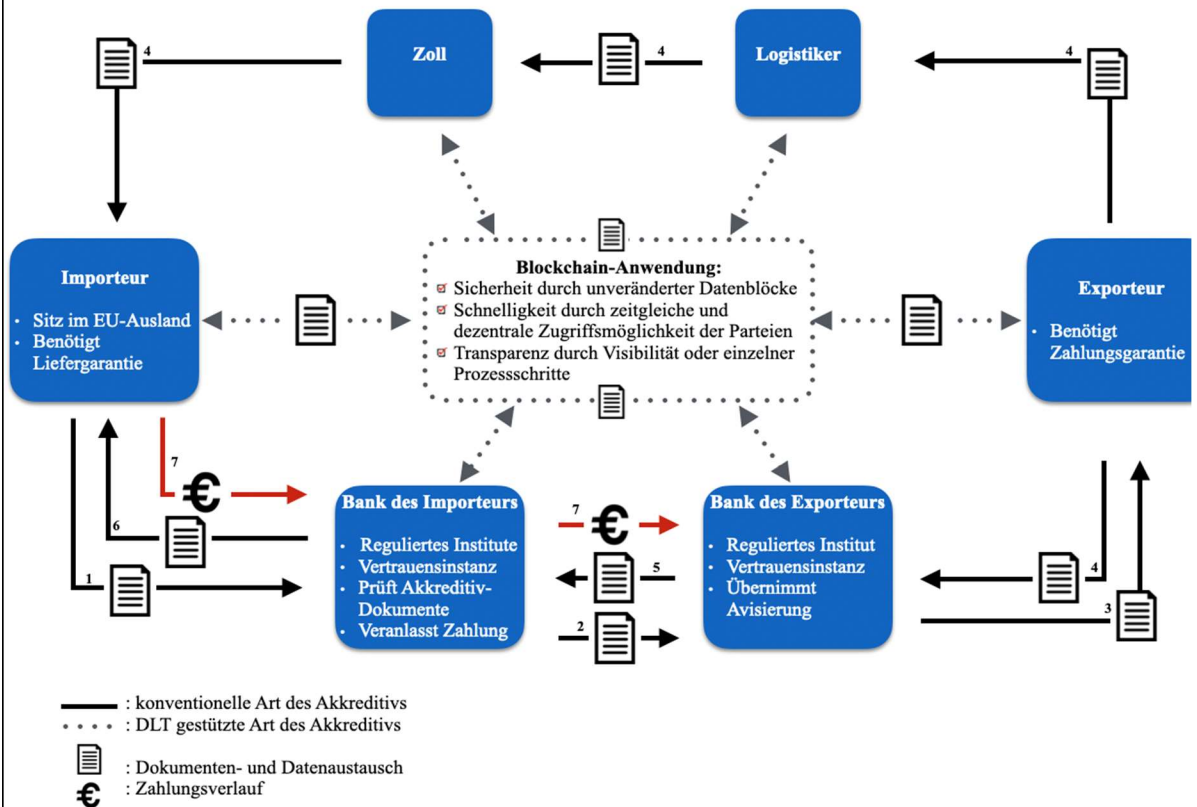 Zoll
Logistiker
4
4
4
Importeur
· Sitz im EU-Ausland
· Benötigt
Liefergarantie
Blockchain-Anwendung:
Sicherheit durch unveränderter Datenblöcke
Schnelligkeit durch zeitgleiche und
dezentrale Zugriffsmöglichkeit der Parteien
Transparenz durch Visibilität oder einzelner
Prozessschritte
Exporteur
· Benötigt
Zahlungsgarantie
7
€
6
1
Bank des Importeurs
· Reguliertes Institute
· Vertrauensinstanz
· Prüft Akkreditiv-
Dokumente
· Veranlasst Zahlung
7
€
5
2
Bank des Exporteurs
· Reguliertes Institut
· Vertrauensinstanz
· Übernimmt
Avisierung
4
3
: konventionelle Art des Akkreditivs
: DLT gestützte Art des Akkreditivs
: Dokumenten- und Datenaustausch
€ : Zahlungsverlauf